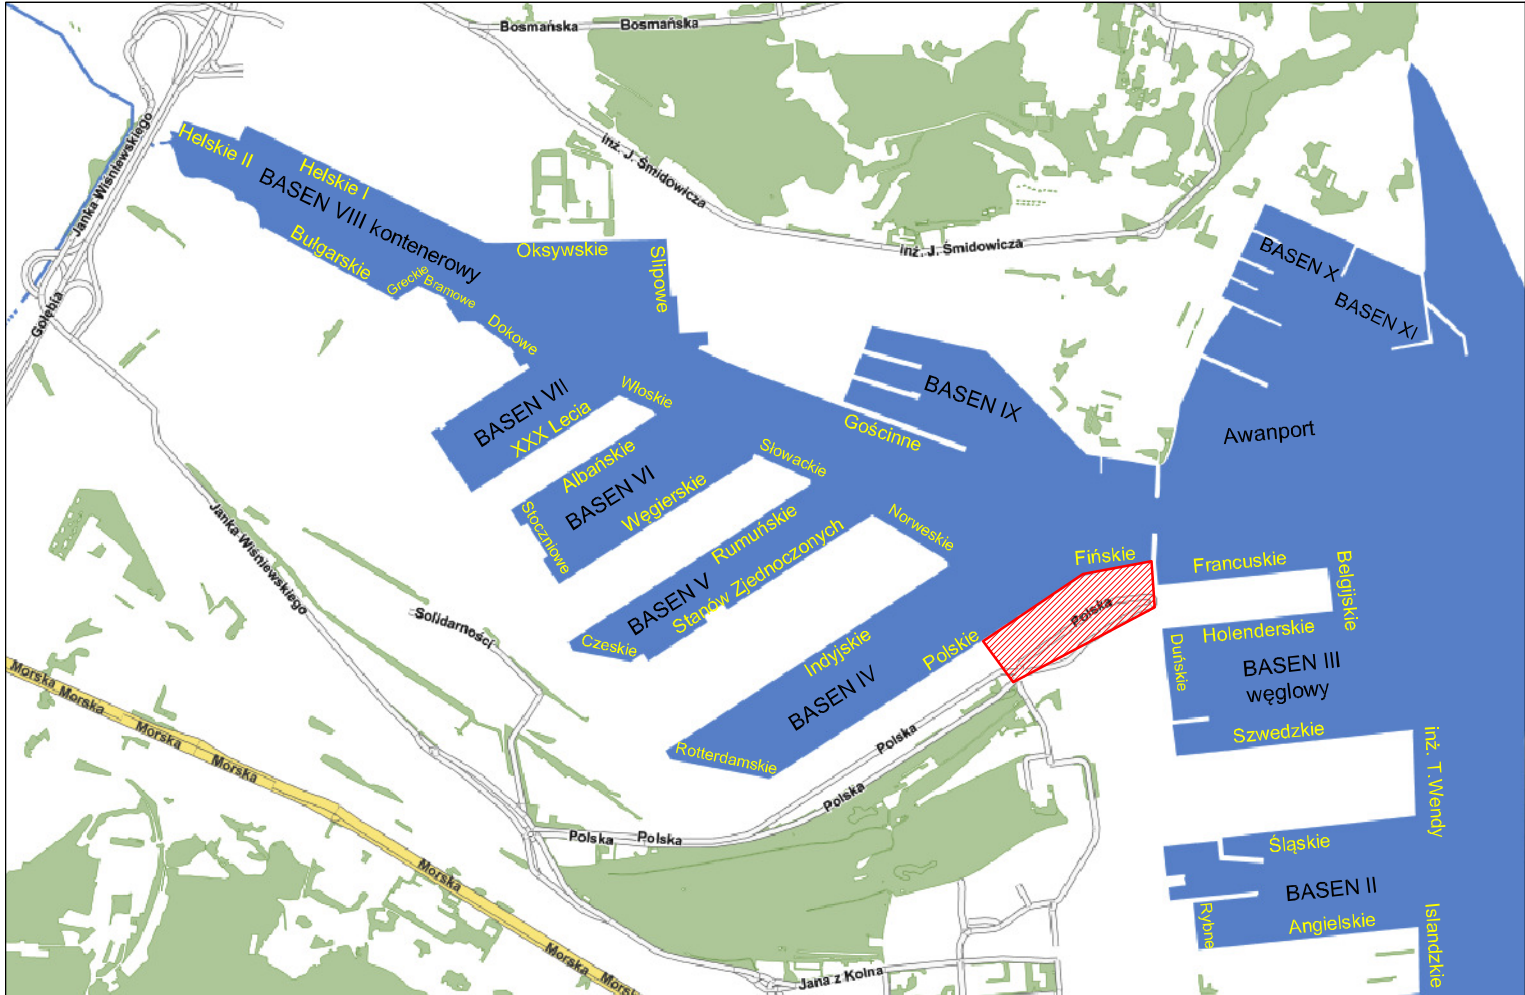 Bosmańska
Bosmańska
inż. J. Śmidowicza
inż. J. Śmidowicza
Janka Wiśniewskiego
Gołębia
Helskie II
Helskie I
BASEN VIII kontenerowy
Bułgarskie
Greckie
Bramowe
Dokowe
Oksywskie
Slipowe
BASEN X
BASEN XI
BASEN IX
Awanport
Gościnne
BASEN VII
XXX Lecia
Włoskie
Albańskie
BASEN VI
Stoczniowe
Węgierskie
Słowackie
Rumuńskie
BASEN V
Stanów Zjednoczonych
Czeskie
Norweskie
Indyjskie
BASEN IV
Polskie
Rotterdamskie
Fińskie
Polska
Francuskie
Belgijskie
Holenderskie
Duńskie
BASEN III
węglowy
Szwedzkie
inż. T.Wendy
Śląskie
BASEN II
Rybne
Angielskie
Islandzkie
Janka Wiśniewskiego
Solidarności
Polska
Polska
Polska
Polska
Morska
Morska
Morska
Morska
Morska
Morska
Morsk
Jana z Kolna